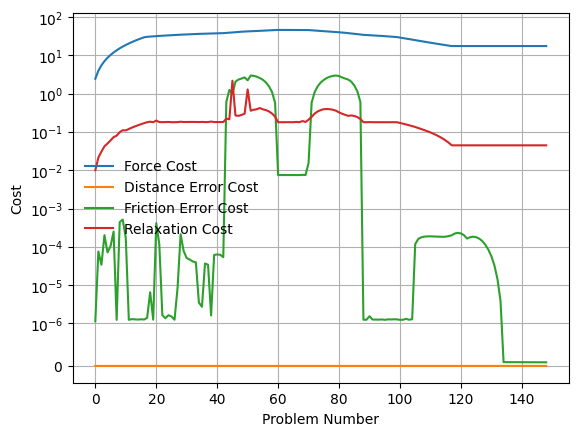 10²
10¹
10⁰
10⁻¹
10⁻²
10⁻³
10⁻⁴
10⁻⁵
10⁻⁶
0
Cost
Force Cost
Distance Error Cost
Friction Error Cost
Relaxation Cost
0 20 40 60 80 100 120 140
Problem Number